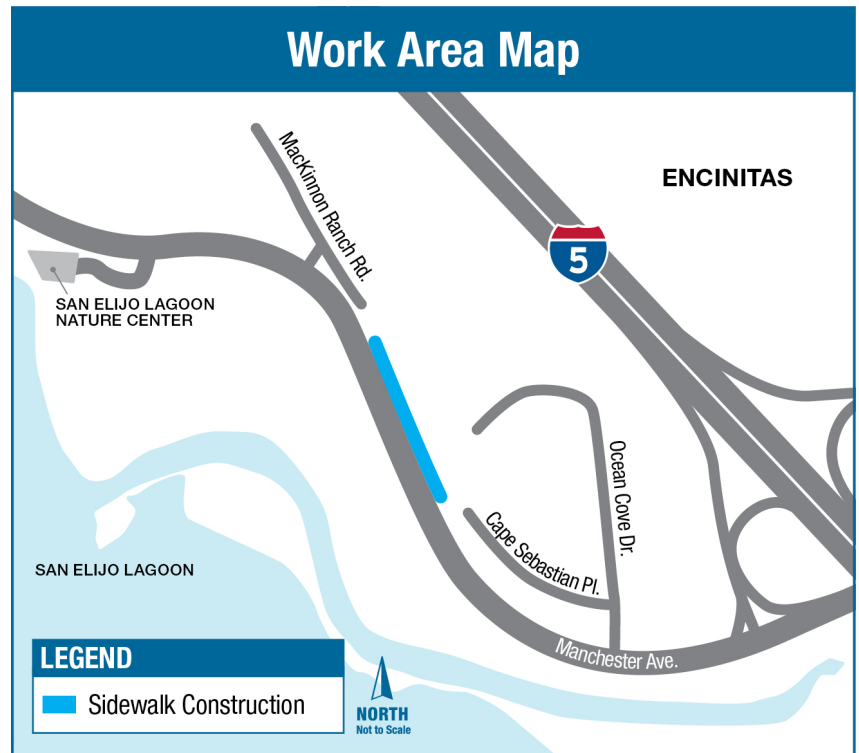 Work Area Map
ENCINITAS
MacKinnon Ranch Rd.
5
SAN ELIJO LAGOON
NATURE CENTER
Ocean Cove Dr.
Cape Sebastian Pl.
SAN ELIJO LAGOON
Manchester Ave.
LEGEND
Sidewalk Construction
NORTH
Not to Scale